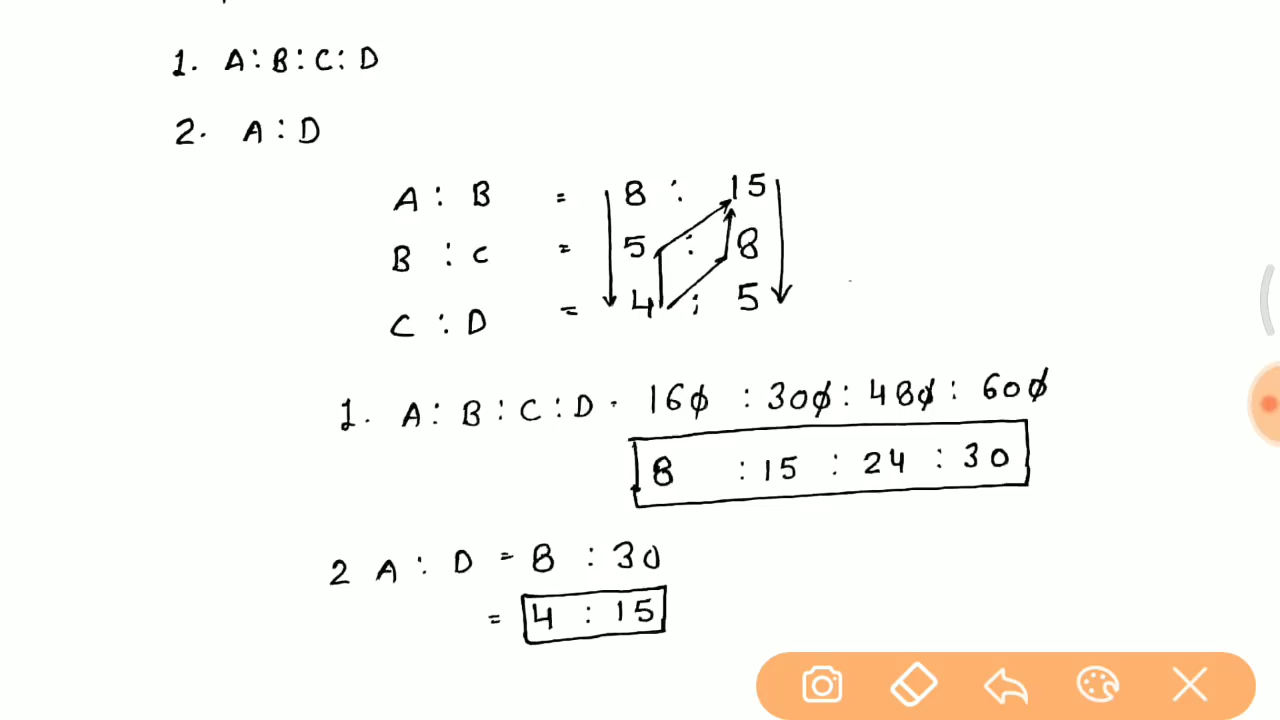 1. A:B:C:D
2. A:D
A : B = 8 : 15
B : C = 5 : 8
C : D = 4 : 5
1. A:B:C:D = 160 : 300 : 480 : 600
8 : 15 : 24 : 30
2 A : D = 8 : 30
= 4 : 15